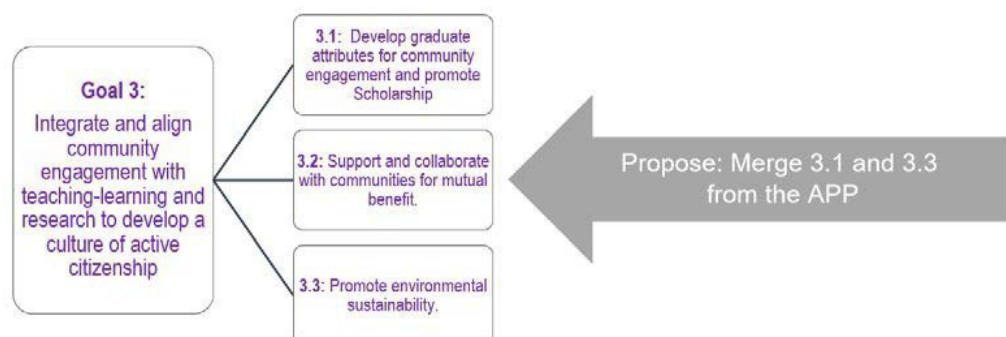 Goal 3:
Integrate and align
community
engagement with
teaching-learning and
research to develop a
culture of active
citizenship
3.1: Develop graduate
attributes for community
engagement and promote
Scholarship
3.2: Support and collaborate
with communities for mutual
benefit.
3.3: Promote environmental
sustainability.
Propose: Merge 3.1 and 3.3
from the APP